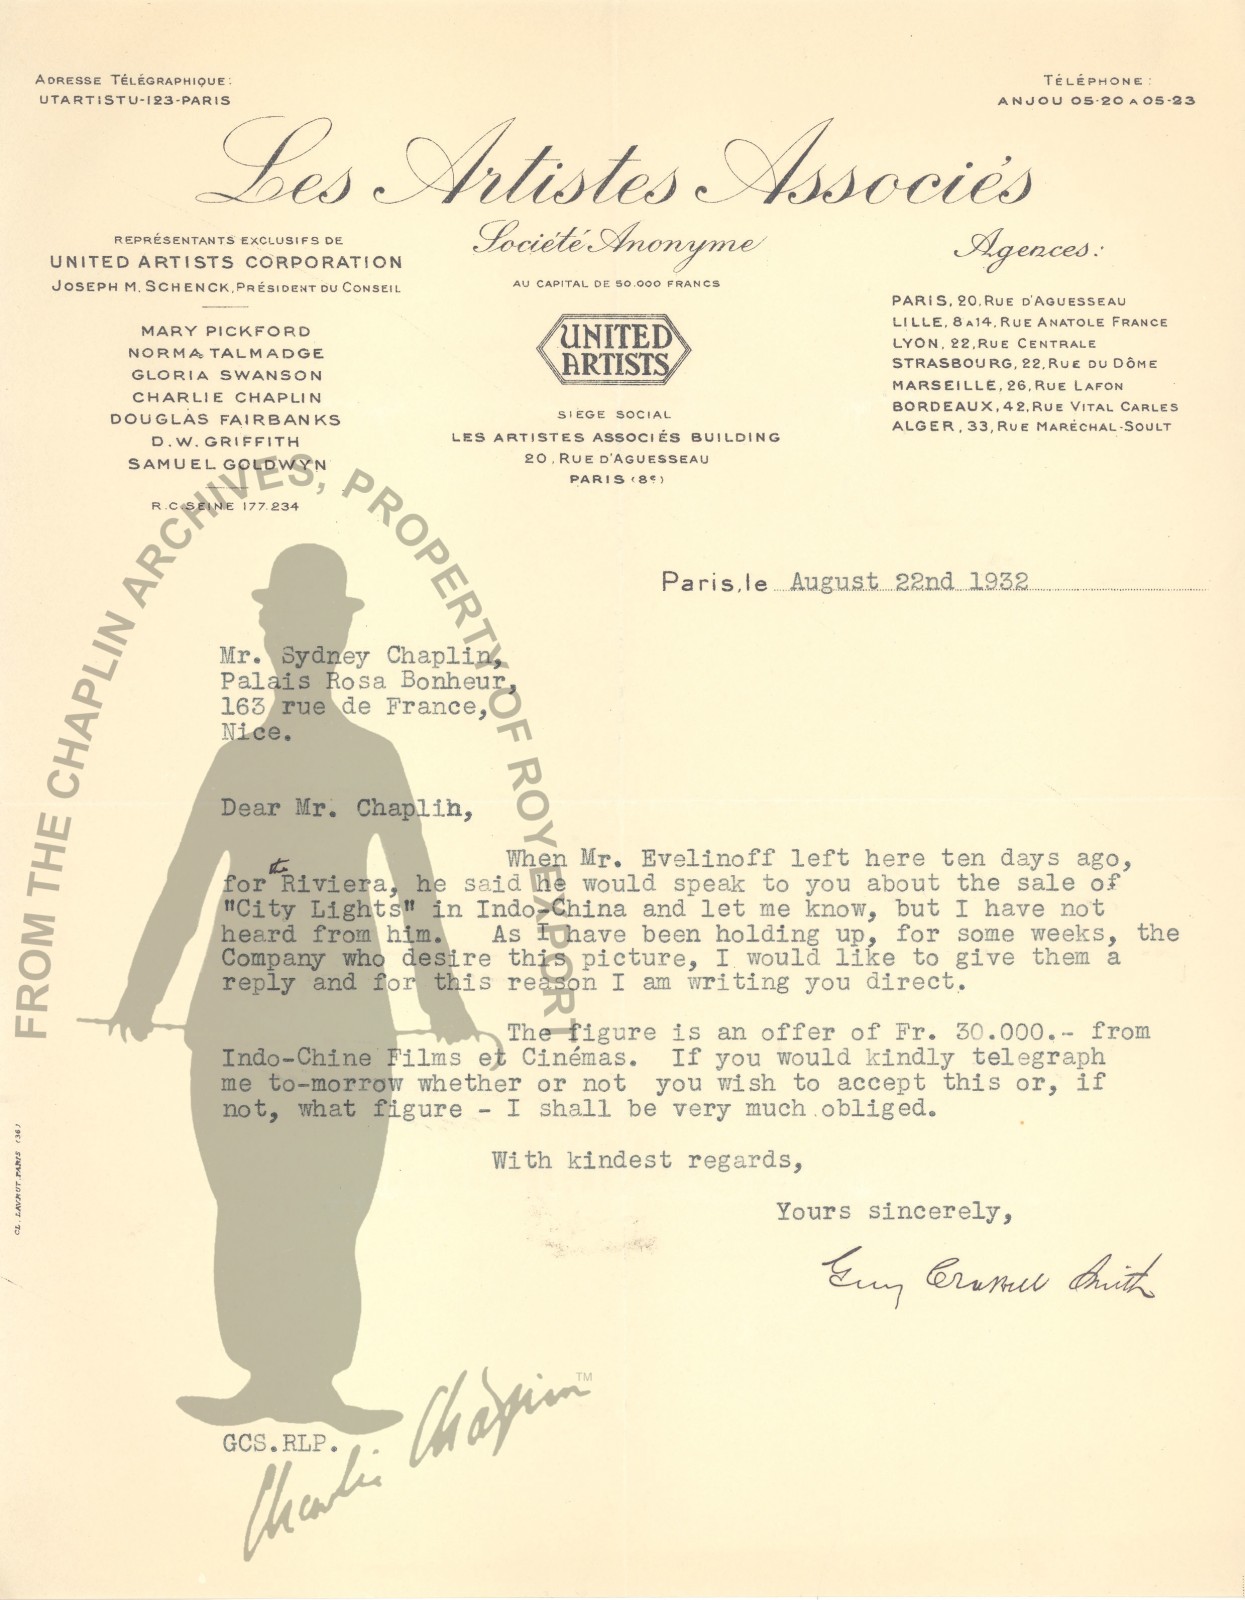 ADRESSE TÉLÉGRAPHIQUE:
UTARTISTU-123-PARIS
TÉLÉPHONE:
ANJOU 05-20 A 05-23
Les Artistes Associés
Société Anonyme
AU CAPITAL DE 50.000 FRANCS
REPRÉSENTANTS EXCLUSIFS DE
UNITED ARTISTS CORPORATION
JOSEPH M. SCHENCK, PRÉSIDENT DU CONSEIL
MARY PICKFORD
NORMA TALMADGE
GLORIA SWANSON
CHARLIE CHAPLIN
DOUGLAS FAIRBANKS
D.W. GRIFFITH
SAMUEL GOLDWYN
R.C. SEINE 177.234
UNITED
ARTISTS
SIEGE SOCIAL
LES ARTISTES ASSOCIÉS BUILDING
20, RUE D'AGUESSEAU
PARIS (8e)
Agences:
PARIS, 20, RUE D'AGUESSEAU
LILLE, 8 A 14, RUE ANATOLE FRANCE
LYON, 22, RUE CENTRALE
STRASBOURG, 22, RUE DU DÔME
MARSEILLE, 26, RUE LAFON
BORDEAUX, 42, RUE VITAL CARLES
ALGER, 33, RUE MARÉCHAL-SOULT
FROM THE CHAPLIN ARCHIVES, PROPERTY OF ROY EXPORT
Paris, le August 22nd 1932
Mr. Sydney Chaplin,
Palais Rosa Bonheur,
163 rue de France,
Nice.
Dear Mr. Chaplin,
When Mr. Evelinoff left here ten days ago,
for the Riviera, he said he would speak to you about the sale of
"City Lights" in Indo-China and let me know, but I have not
heard from him. As I have been holding up, for some weeks, the
Company who desire this picture, I would like to give them a
reply and for this reason I am writing you direct.
The figure is an offer of Fr. 30.000.- from
Indo-Chine Films et Cinémas. If you would kindly telegraph
me to-morrow whether or not you wish to accept this or, if
not, what figure - I shall be very much obliged.
With kindest regards,
Yours sincerely,
Guy Croswell Smith
GCS.RLP.
Charlie Chaplin TM
CL. LAVRUT. PARIS (36)